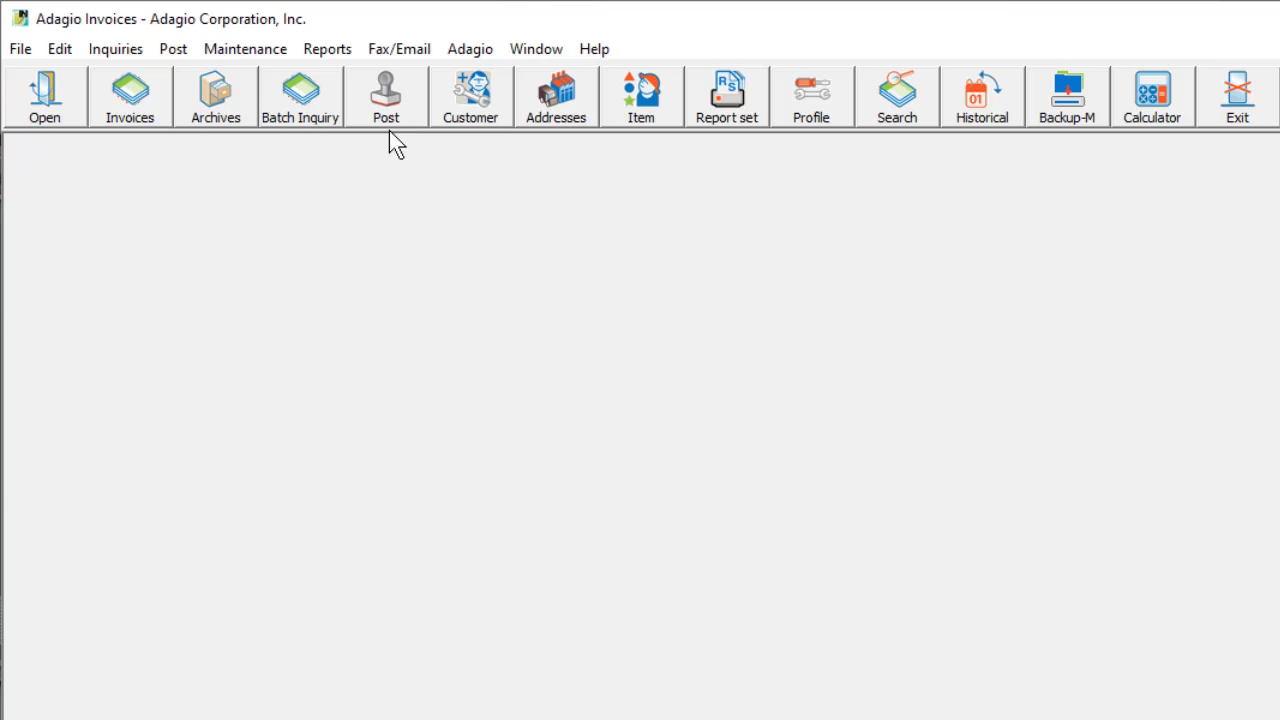 Adagio Invoices - Adagio Corporation, Inc.
File Edit Inquiries Post Maintenance Reports Fax/Email Adagio Window Help
Open Invoices Archives Batch Inquiry Post Customer Addresses Item Report set Profile Search Historical Backup-M Calculator Exit